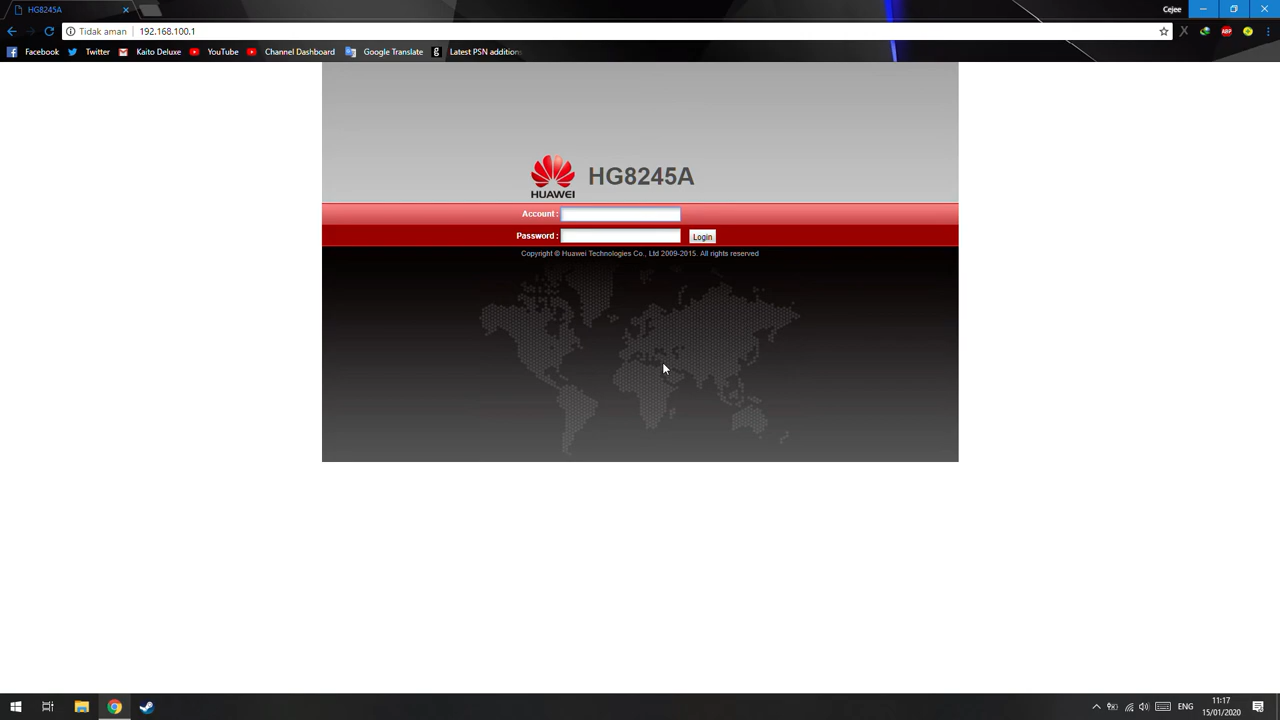 HG8245A
Cejee
Tidak aman 192.168.100.1
Facebook Twitter Kaito Deluxe YouTube Channel Dashboard Google Translate Latest PSN additions
HUAWEI HG8245A
Account :
Password : Login
Copyright © Huawei Technologies Co., Ltd 2009-2015. All rights reserved
ENG
11:17
15/01/2020